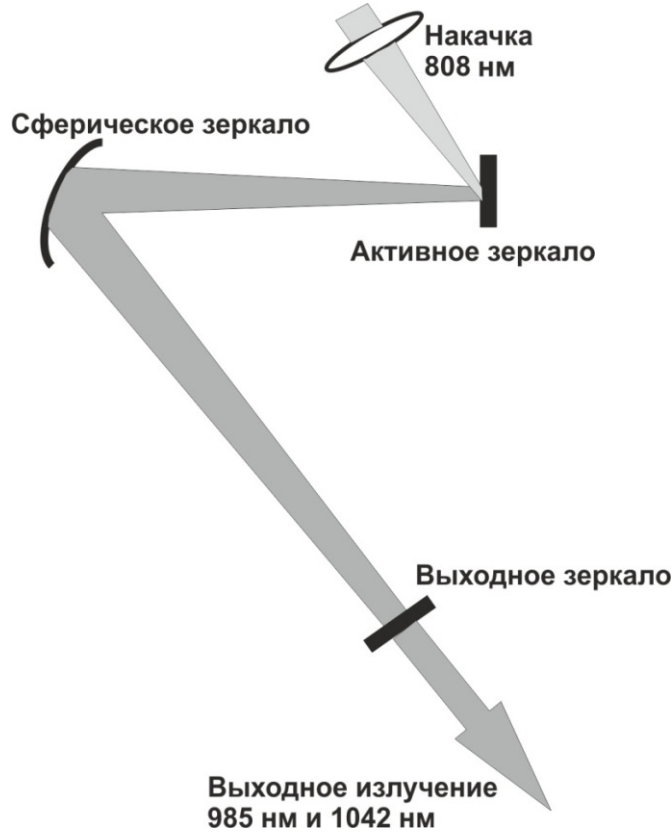 Накачка
808 нм
Сферическое зеркало
Активное зеркало
Выходное зеркало
Выходное излучение
985 нм и 1042 нм